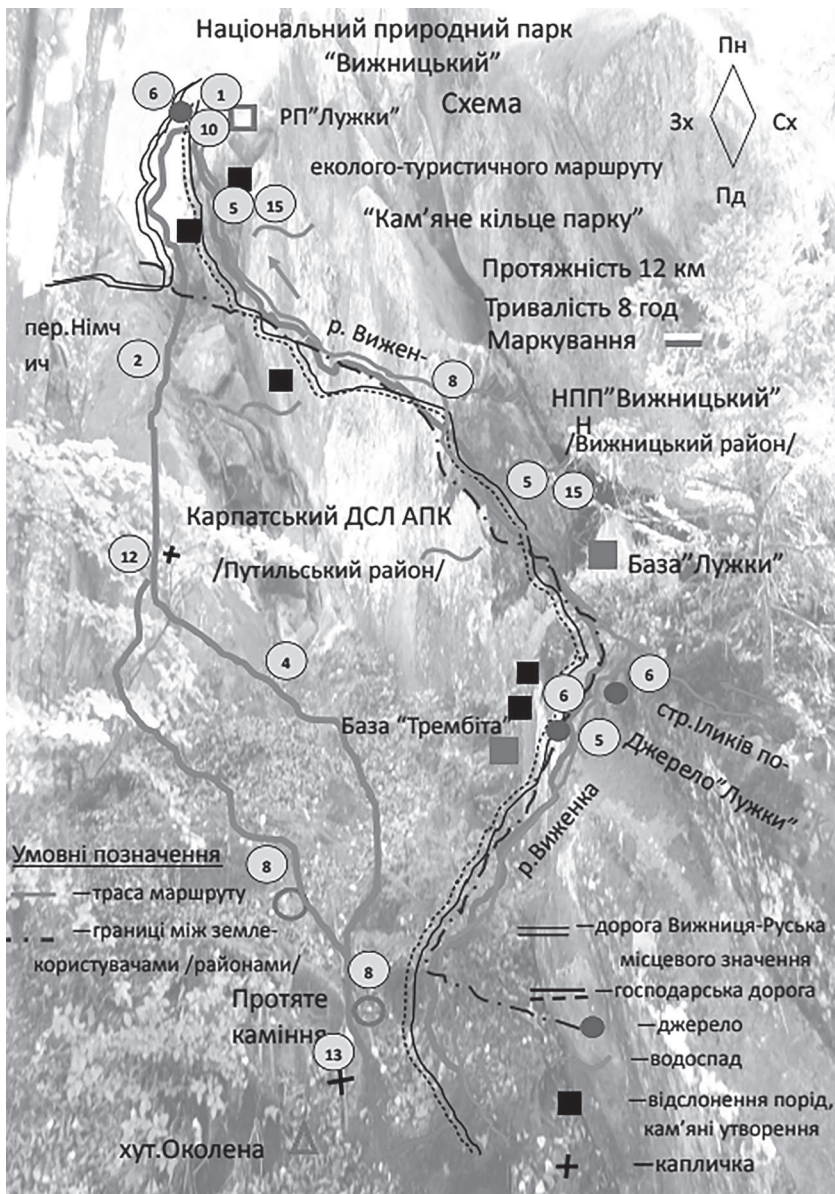 Національний природний парк
“Вижницький”
Схема
Пн
Зх
Сх
Пд
6
1
10
РП”Лужки”
еколого-туристичного маршруту
5
15
“Кам’яне кільце парку”
Протяжність 12 км
Тривалість 8 год
Маркування
пер.Німч
ич
р. Вижен-
2
8
НПП”Вижницький”
Н
/Вижницький район/
5
15
Карпатський ДСЛ АПК
12
/Путильський район/
База”Лужки”
4
6
6
База “Трембіта”
5
стр.Іликів по-
Джерело”Лужки”
р.Виженка
Умовні позначення
8
—траса маршруту
—границі між земле-
користувачами /районами/
8
Протяте
каміння
13
хут.Околена
—дорога Вижниця-Руська
місцевого значення
—господарська дорога
—джерело
—водоспад
—відслонення порід,
кам’яні утворення
—капличка